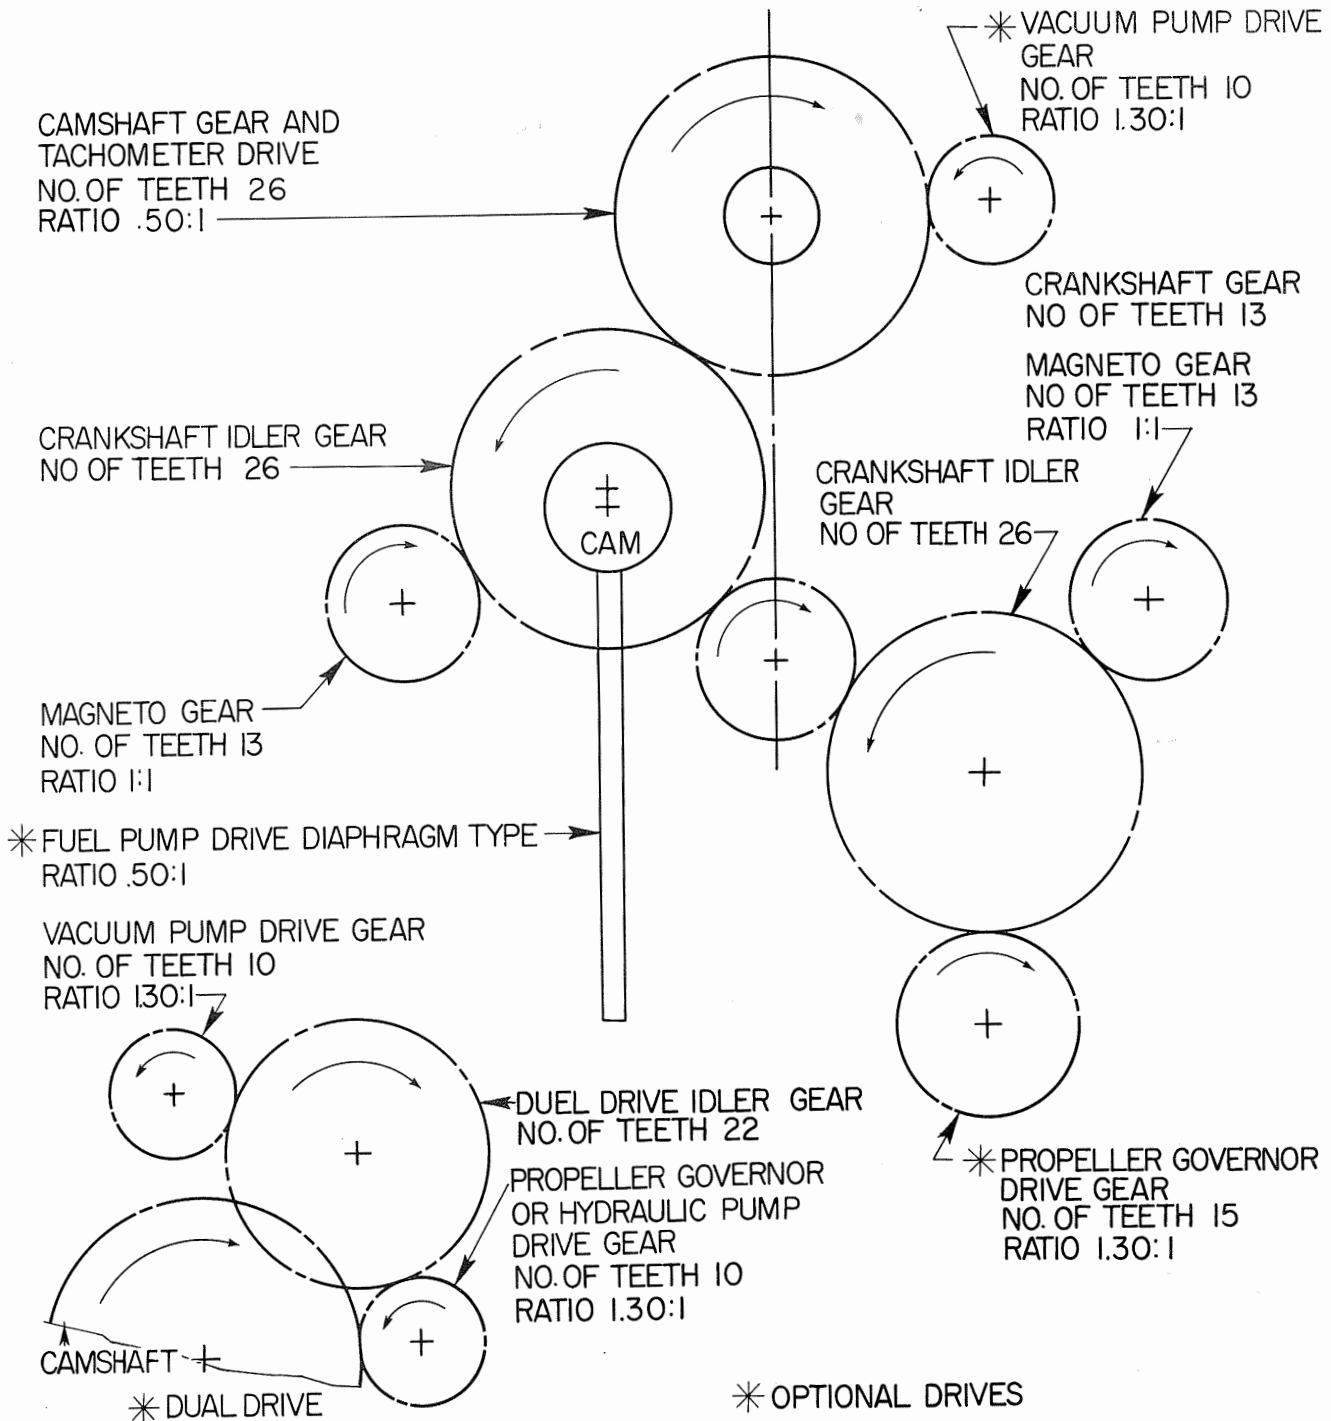 ✳ VACUUM PUMP DRIVE
GEAR
NO. OF TEETH 10
RATIO 1.30:1
CAMSHAFT GEAR AND
TACHOMETER DRIVE
NO. OF TEETH 26
RATIO .50:1
CRANKSHAFT GEAR
NO OF TEETH 13
MAGNETO GEAR
NO OF TEETH 13
RATIO 1:1
CRANKSHAFT IDLER GEAR
NO OF TEETH 26
CRANKSHAFT IDLER
GEAR
NO OF TEETH 26
CAM
MAGNETO GEAR
NO. OF TEETH 13
RATIO 1:1
✳ FUEL PUMP DRIVE DIAPHRAGM TYPE
RATIO .50:1
VACUUM PUMP DRIVE GEAR
NO. OF TEETH 10
RATIO 1.30:1
DUEL DRIVE IDLER GEAR
NO. OF TEETH 22
PROPELLER GOVERNOR
OR HYDRAULIC PUMP
DRIVE GEAR
NO. OF TEETH 10
RATIO 1.30:1
✳ PROPELLER GOVERNOR
DRIVE GEAR
NO. OF TEETH 15
RATIO 1.30:1
CAMSHAFT
✳ DUAL DRIVE
✳ OPTIONAL DRIVES